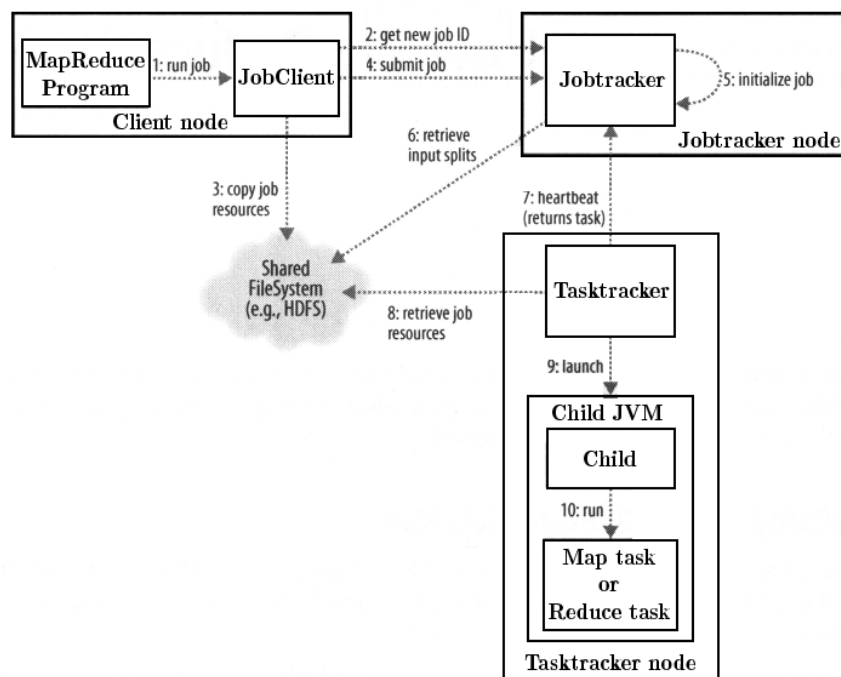 MapReduce
Program
1: run job
JobClient
Client node
2: get new job ID
4: submit job
Jobtracker
5: initialize job
Jobtracker node
3: copy job
resources
6: retrieve
input splits
7: heartbeat
(returns task)
Shared
FileSystem
(e.g., HDFS)
8: retrieve job
resources
Tasktracker
9: launch
Child JVM
Child
10: run
Map task
or
Reduce task
Tasktracker node